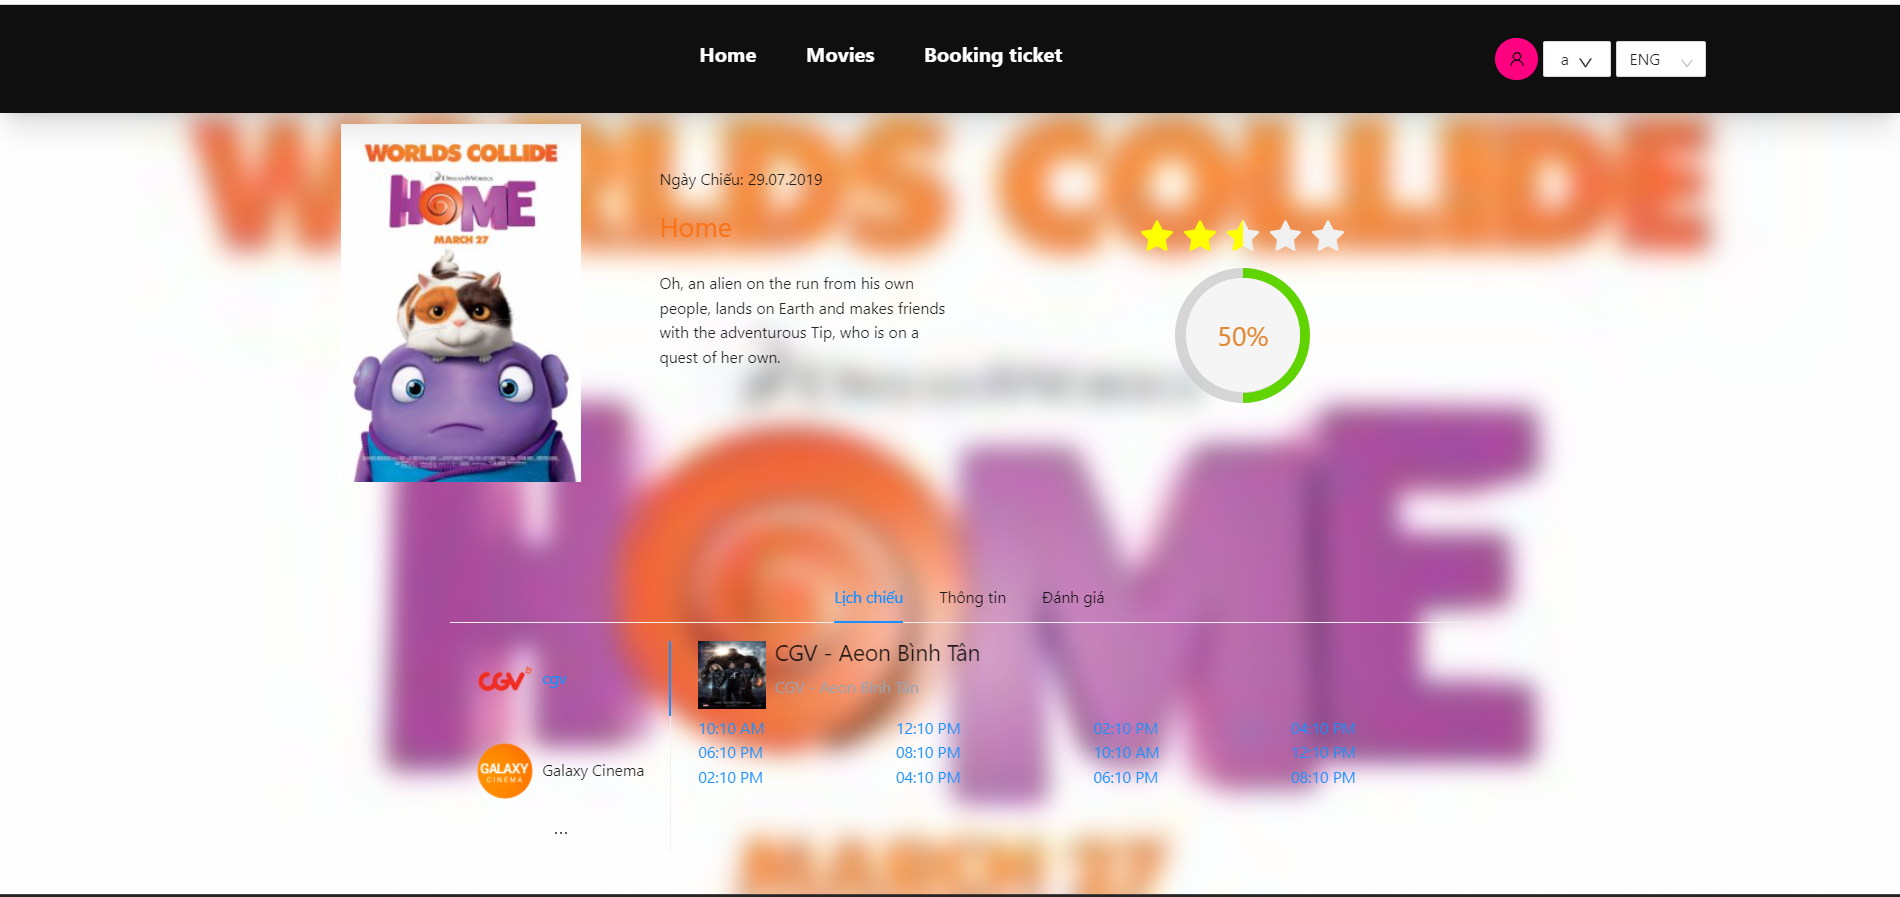 Home Movies Booking ticket
a ENG
WORLDS COLLIDE
DREAMWORKS
HOME
MARCH 27
Ngày Chiếu: 29.07.2019
Home
Oh, an alien on the run from his own
people, lands on Earth and makes friends
with the adventurous Tip, who is on a
quest of her own.
50%
WORLDS COLLIDE
HOME
MARCH 27
Lịch chiếu Thông tin Đánh giá
CGV cgv
GALAXY
CINEMA
Galaxy Cinema
...
CGV - Aeon Bình Tân
CGV - Aeon Bình Tân
10:10 AM 12:10 PM 02:10 PM 04:10 PM
06:10 PM 08:10 PM 10:10 AM 12:10 PM
02:10 PM 04:10 PM 06:10 PM 08:10 PM